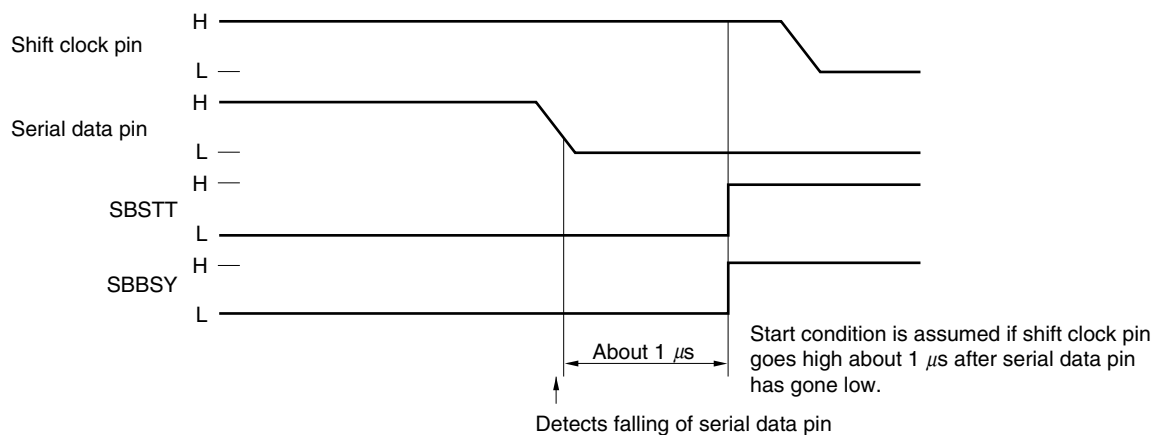 H
Shift clock pin
L
H
Serial data pin
L
H
SBSTT
L
H
SBBSY
L
About 1 μs
Start condition is assumed if shift clock pin
goes high about 1 μs after serial data pin
has gone low.
Detects falling of serial data pin